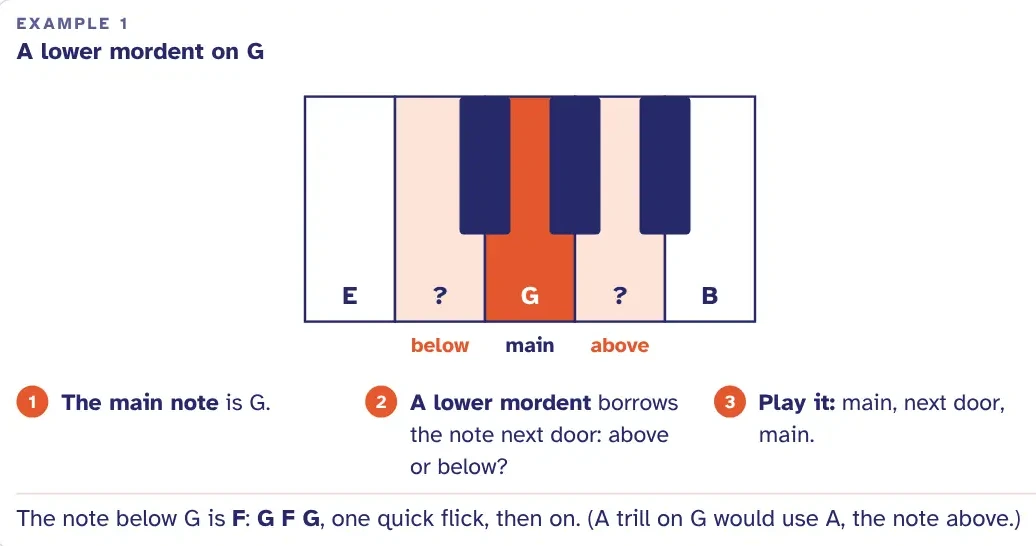 EXAMPLE 1
A lower mordent on G
E ? G ? B
below main above
1 The main note is G.
2 A lower mordent borrows
the note next door: above
or below?
3 Play it: main, next door,
main.
The note below G is F: G F G, one quick flick, then on. (A trill on G would use A, the note above.)